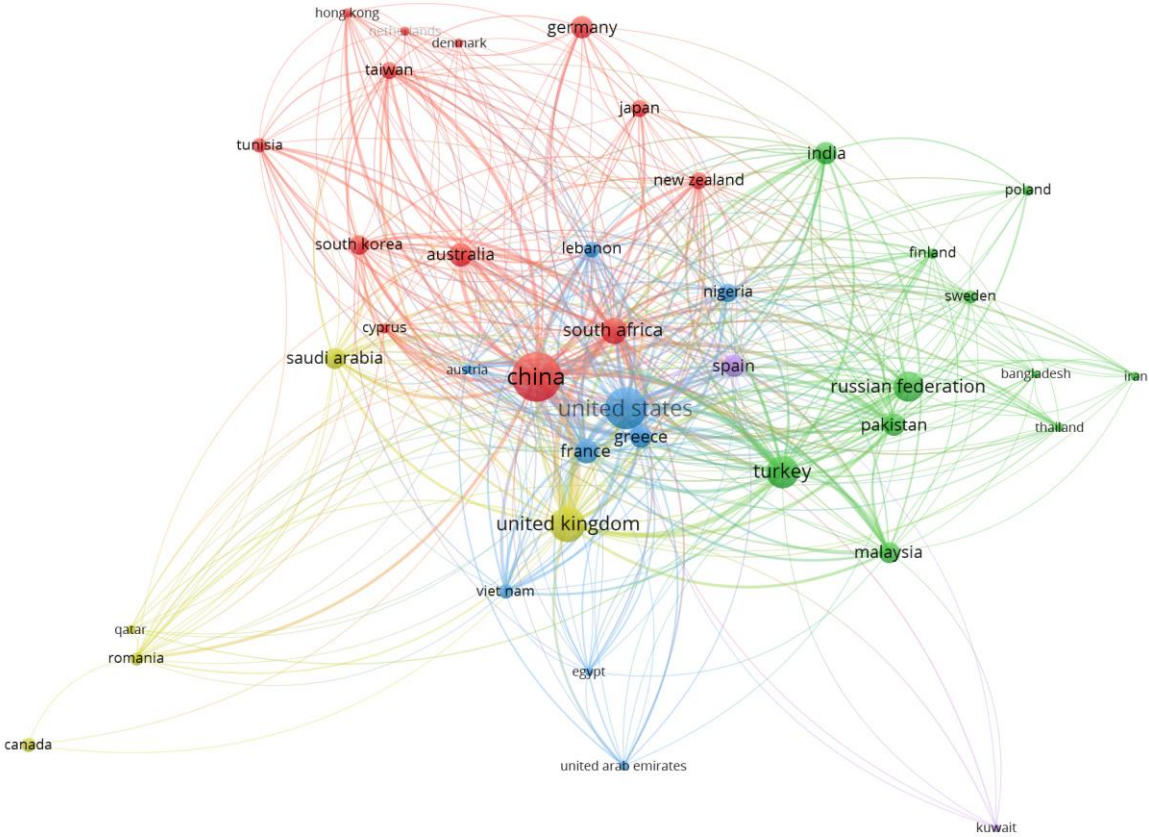 hong kong
netherlands
germany
denmark
taiwan
japan
tunisia
india
new zealand
poland
south korea
lebanon
australia
finland
nigeria
sweden
cyprus
south africa
saudi arabia
spain
austria
china
bangladesh
iran
russian federation
united states
pakistan
thailand
greece
france
turkey
united kingdom
malaysia
viet nam
qatar
romania
egypt
canada
united arab emirates
kuwait